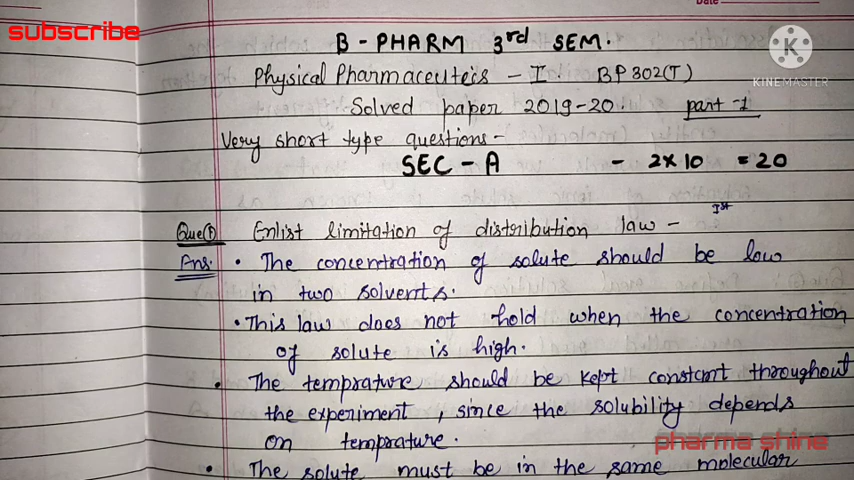 subscribe
Date
B - PHARM 3rd SEM.
K
KINEMASTER
Physical Pharmaceutics - I. BP302(T)
Solved paper 2019-20. part-1
Very short type questions-
SEC - A - 2x10 = 20
Ist
Que(1) Enlist limitation of distribution law -
Ans. • The concentration of solute should be low
in two solvents.
• This law does not hold when the concentration
of solute is high.
• The temprature should be kept constant throughout
the experiment, since the solubility depends
on temprature.
pharma shine
• The solute must be in the same molecular